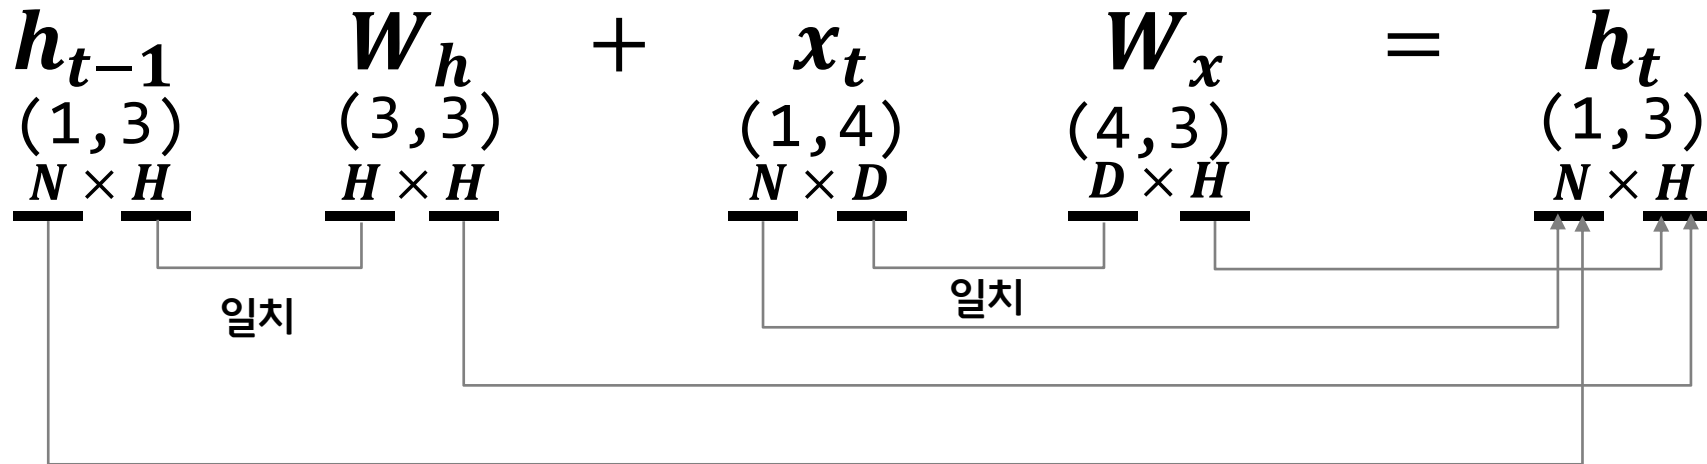 h_{t-1} W_h + x_t W_x = h_t
(1,3) (3,3) (1,4) (4,3) (1,3)
N × H H × H N × D D × H N × H
일치 일치